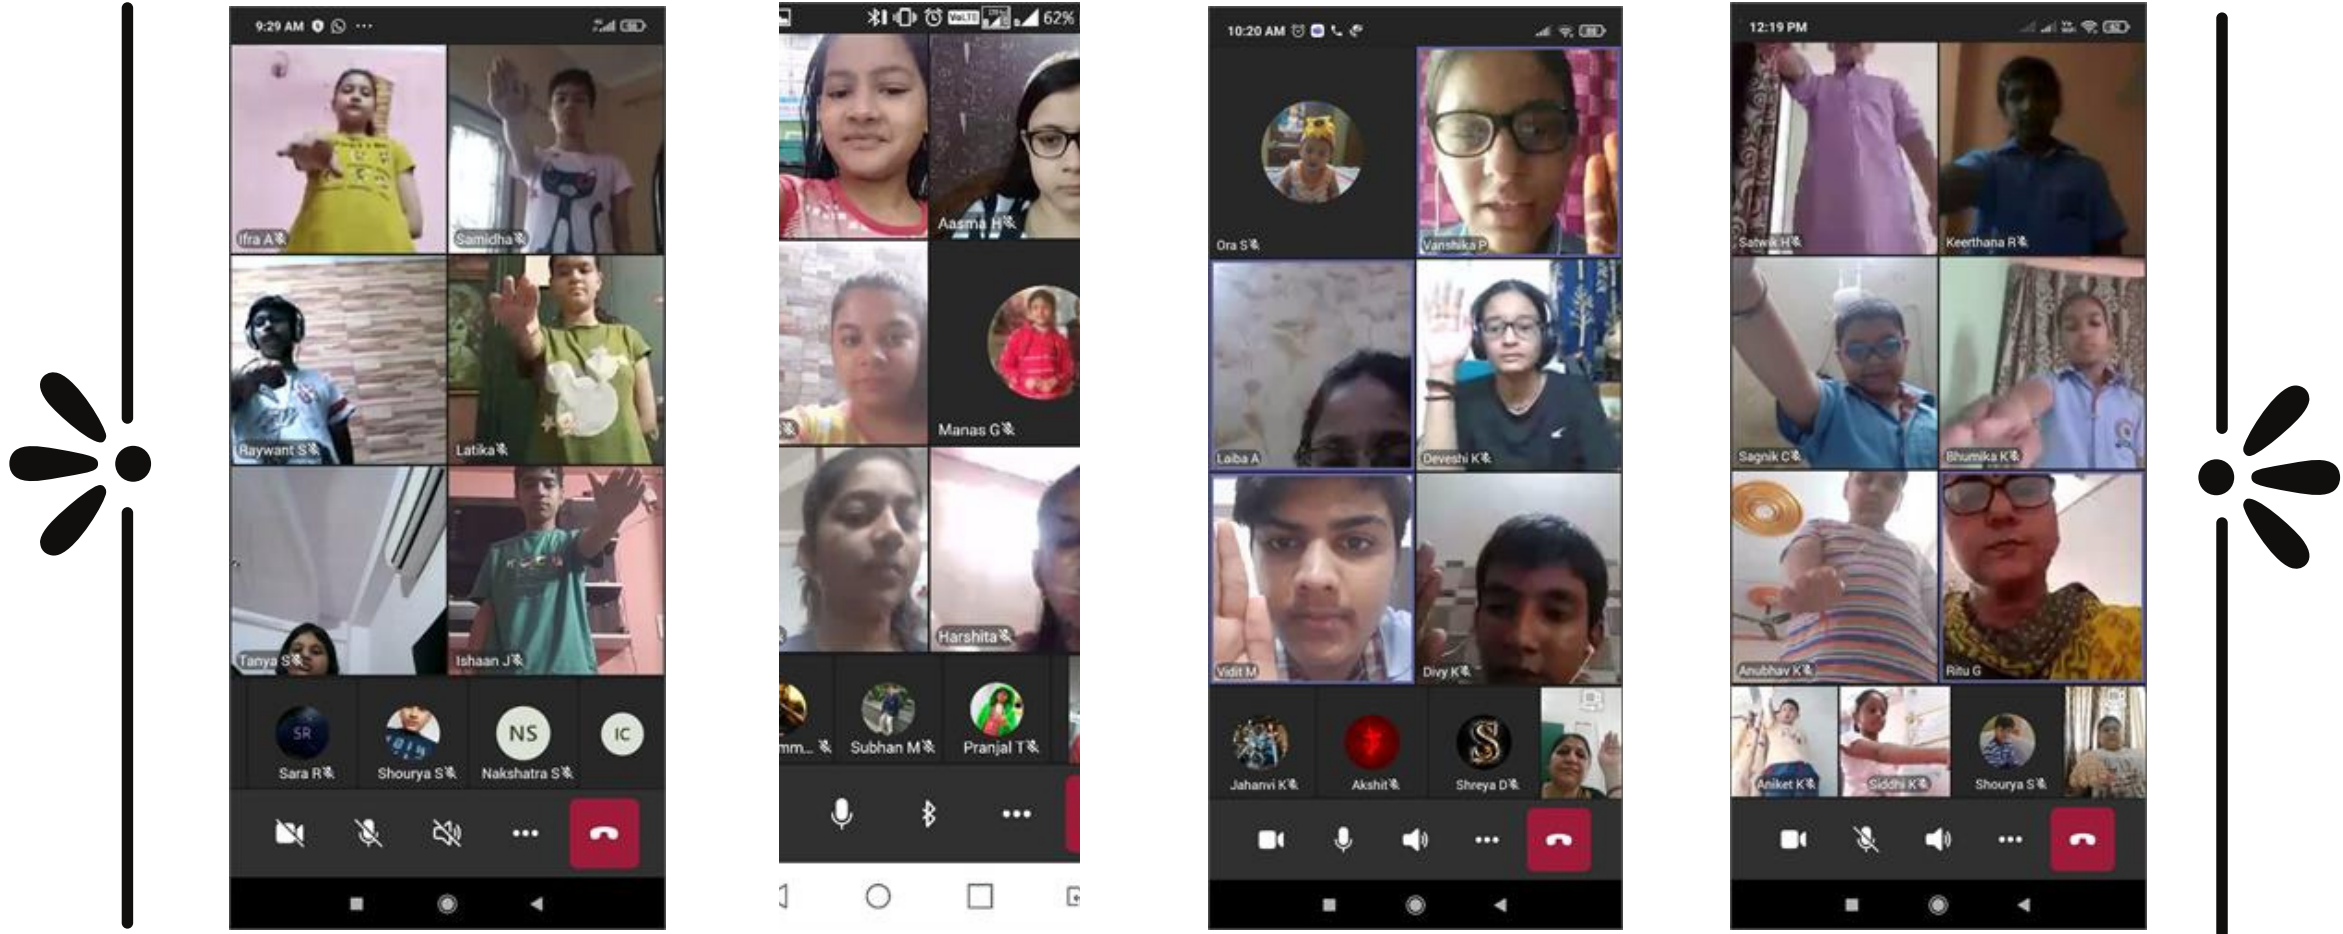 9:29 AM
Ifra A
Samidha
Raywant S
Latika
Tanya S
Ishaan J
SR
NS
IC
Sara R
Shourya S
Nakshatra S
VoLTE
62%
Aasma H
Manas G
Harshita
mm...
Subhan M
Pranjal T
10:20 AM
Ora S
Vanshika P
Laiba A
Deveshi K
Vidit M
Divy K
S
Jahanvi K
Akshit
Shreya D
12:19 PM
Satwik H
Keerthana R
Sagnik C
Bhumika K
Anubhav K
Ritu G
Aniket K
Siddhi K
Shourya S